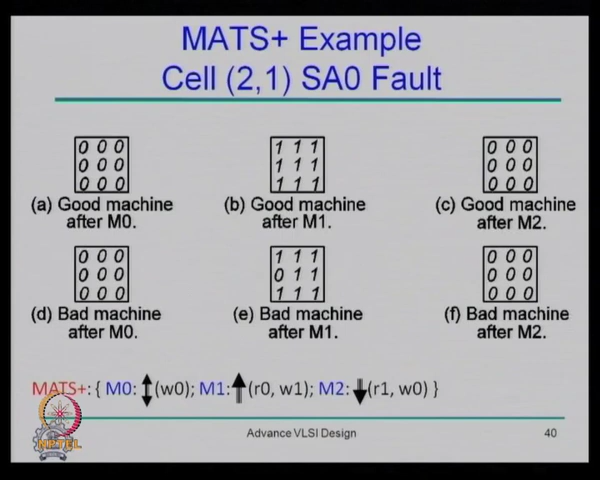 MATS+ Example
Cell (2,1) SA0 Fault
0 0 0
0 0 0
0 0 0
(a) Good machine
after M0.
1 1 1
1 1 1
1 1 1
(b) Good machine
after M1.
0 0 0
0 0 0
0 0 0
(c) Good machine
after M2.
0 0 0
0 0 0
0 0 0
(d) Bad machine
after M0.
1 1 1
0 1 1
1 1 1
(e) Bad machine
after M1.
0 0 0
0 0 0
0 0 0
(f) Bad machine
after M2.
MATS+: { M0: ↕ (w0); M1: ↑ (r0, w1); M2: ↓ (r1, w0) }
NPTEL
Advance VLSI Design
40